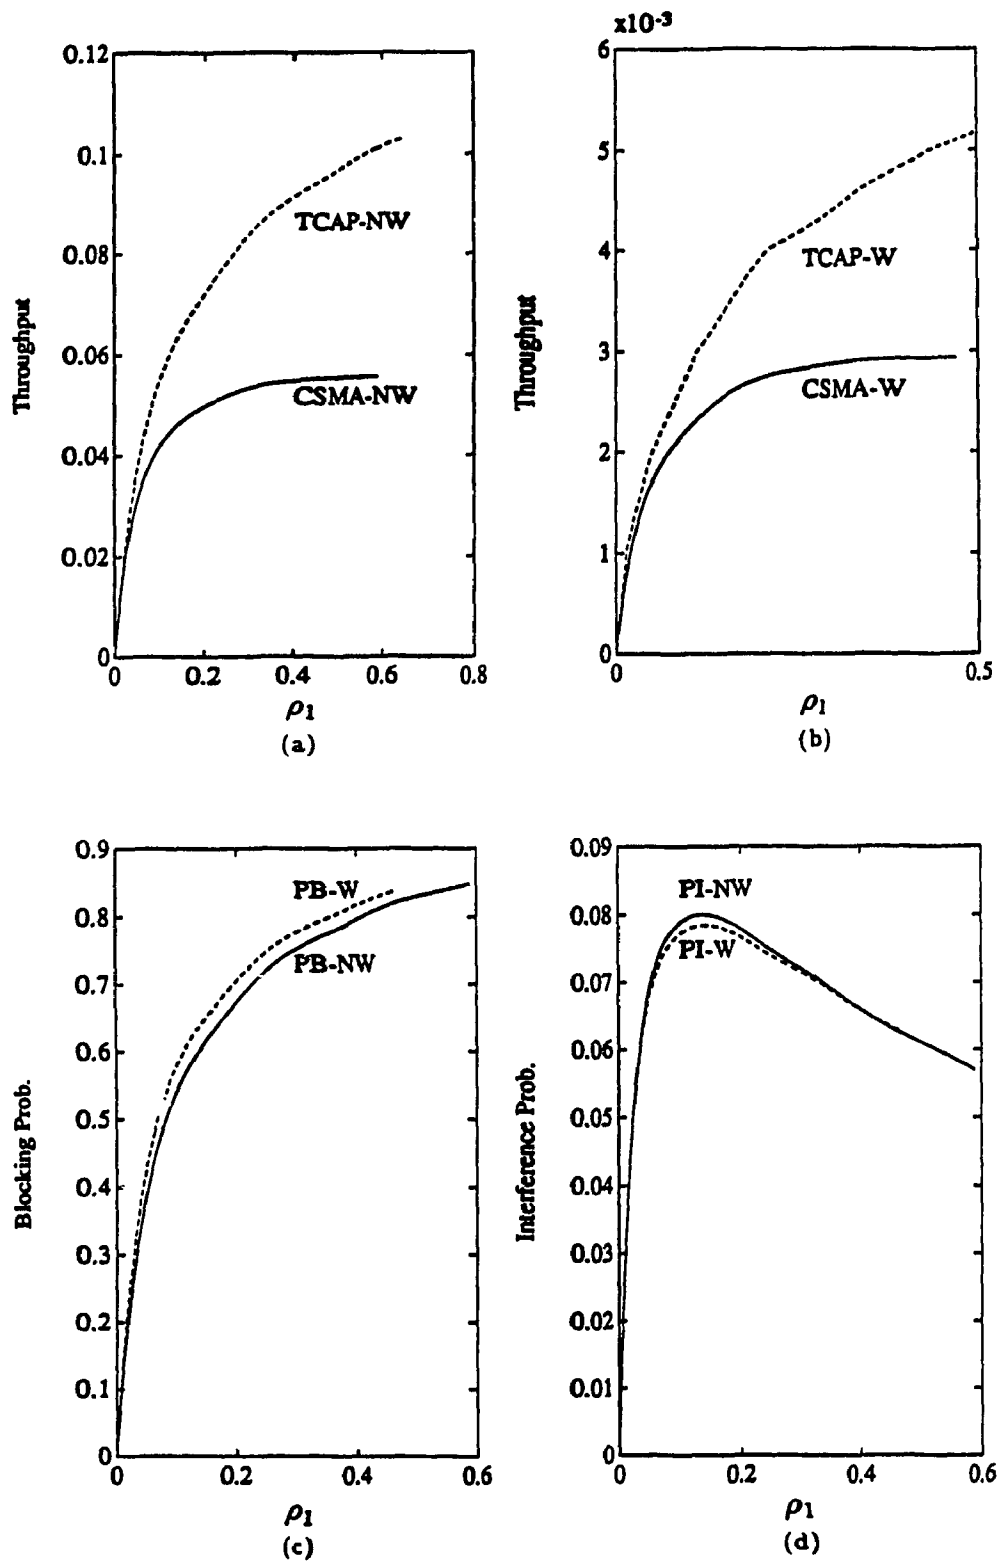 x10-3
0.12
0.1
0.08
0.06
0.04
0.02
0
Throughput
TCAP-NW
CSMA-NW
0
0.2
0.4
0.6
0.8
ρ1
(a)
6
5
4
3
2
1
0
Throughput
TCAP-W
CSMA-W
0
0.5
ρ1
(b)
0.9
0.8
0.7
0.6
0.5
0.4
0.3
0.2
0.1
0
Blocking Prob.
PB-W
PB-NW
0
0.2
0.4
0.6
ρ1
(c)
0.09
0.08
0.07
0.06
0.05
0.04
0.03
0.02
0.01
0
Interference Prob.
PI-NW
PI-W
0
0.2
0.4
0.6
ρ1
(d)